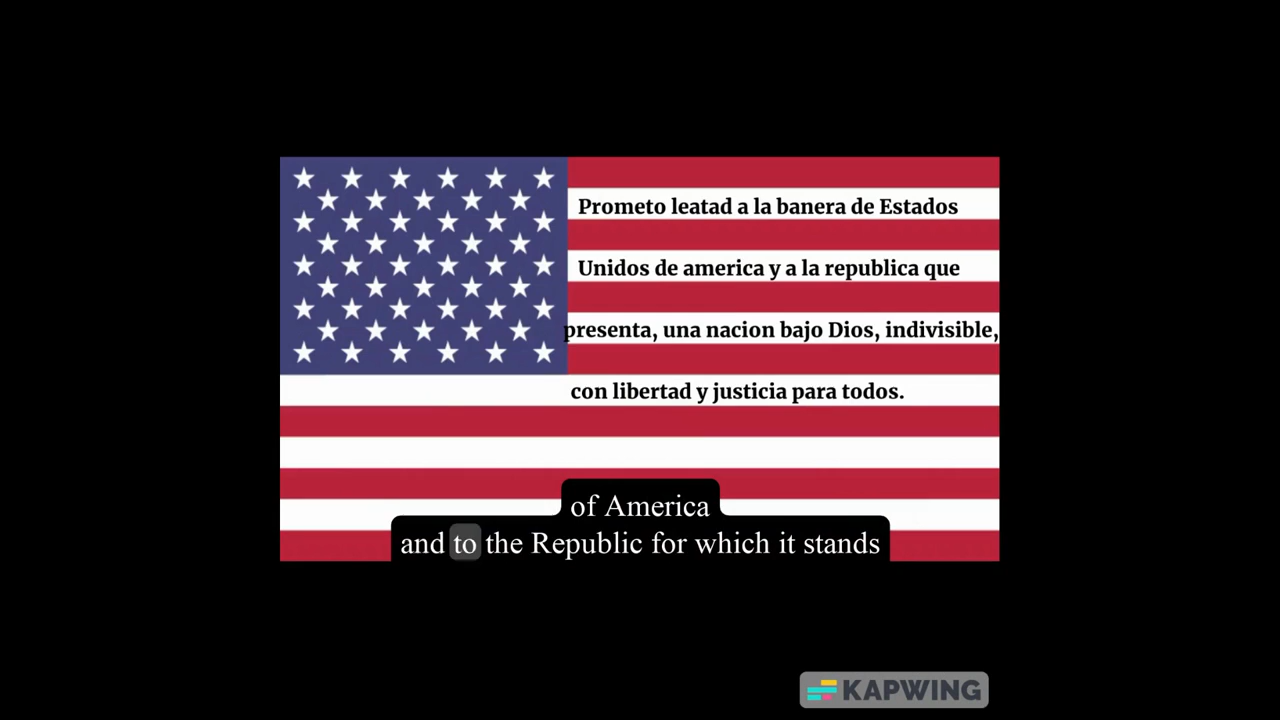 Prometo leatad a la banera de Estados
Unidos de america y a la republica que
presenta, una nacion bajo Dios, indivisible,
con libertad y justicia para todos.
of America
and to the Republic for which it stands
KAPWING